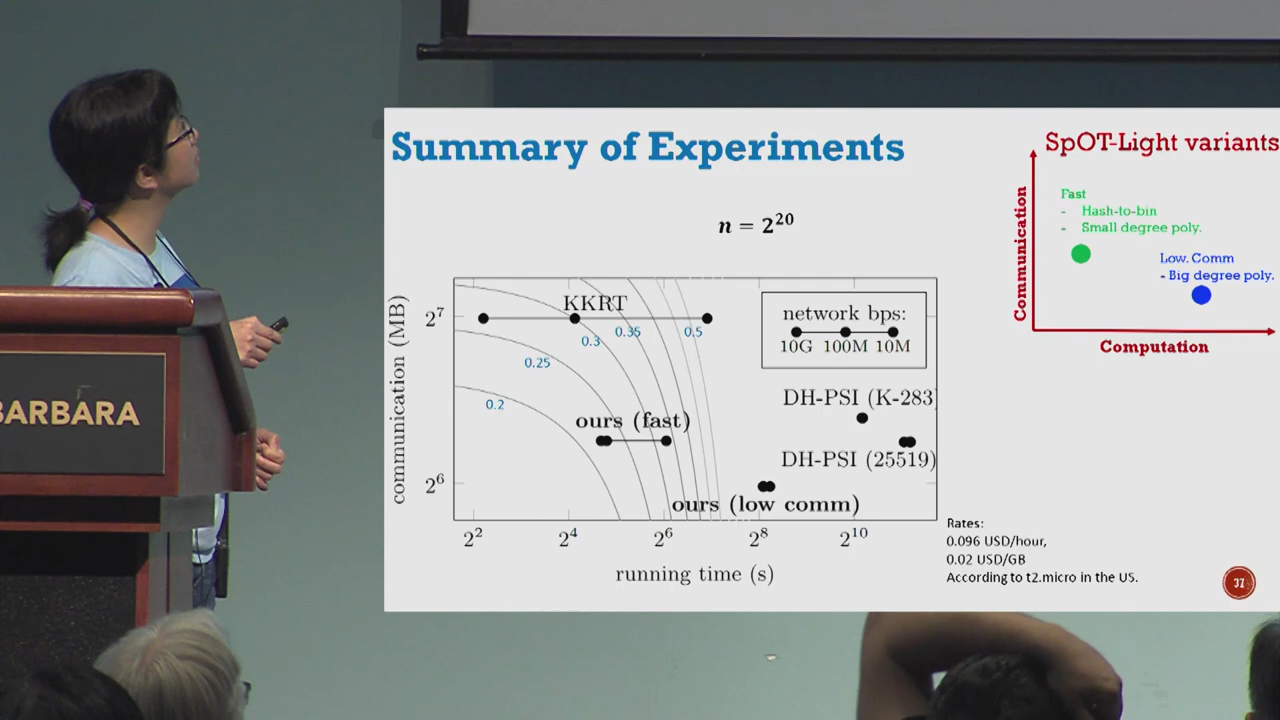 Summary of Experiments
n = 2^20
communication (MB)
2^7
2^6
KKRT
0.35
0.5
0.3
0.25
0.2
ours (fast)
network bps:
10G 100M 10M
DH-PSI (K-283)
DH-PSI (25519)
ours (low comm)
2^2 2^4 2^6 2^8 2^10
running time (s)
SpOT-Light variants
Communication
Fast
- Hash-to-bin
- Small degree poly.
Low. Comm
- Big degree poly.
Computation
Rates:
0.096 USD/hour,
0.02 USD/GB
According to t2.micro in the US.
37
BARBARA